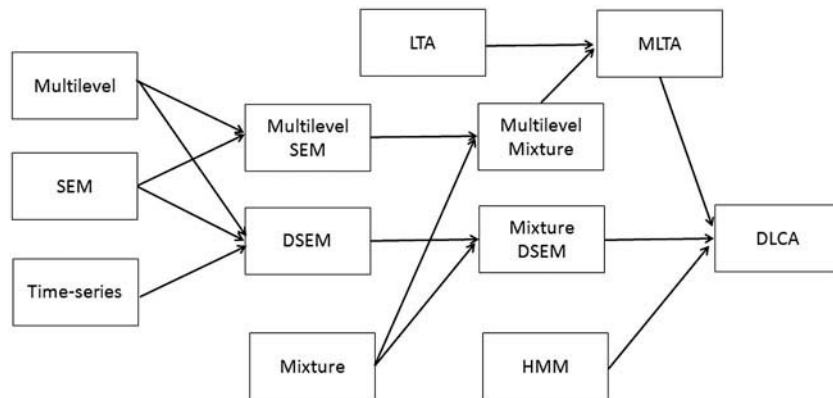 LTA
MLTA
Multilevel
Multilevel
SEM
Multilevel
Mixture
SEM
DSEM
Mixture
DSEM
DLCA
Time-series
Mixture
HMM